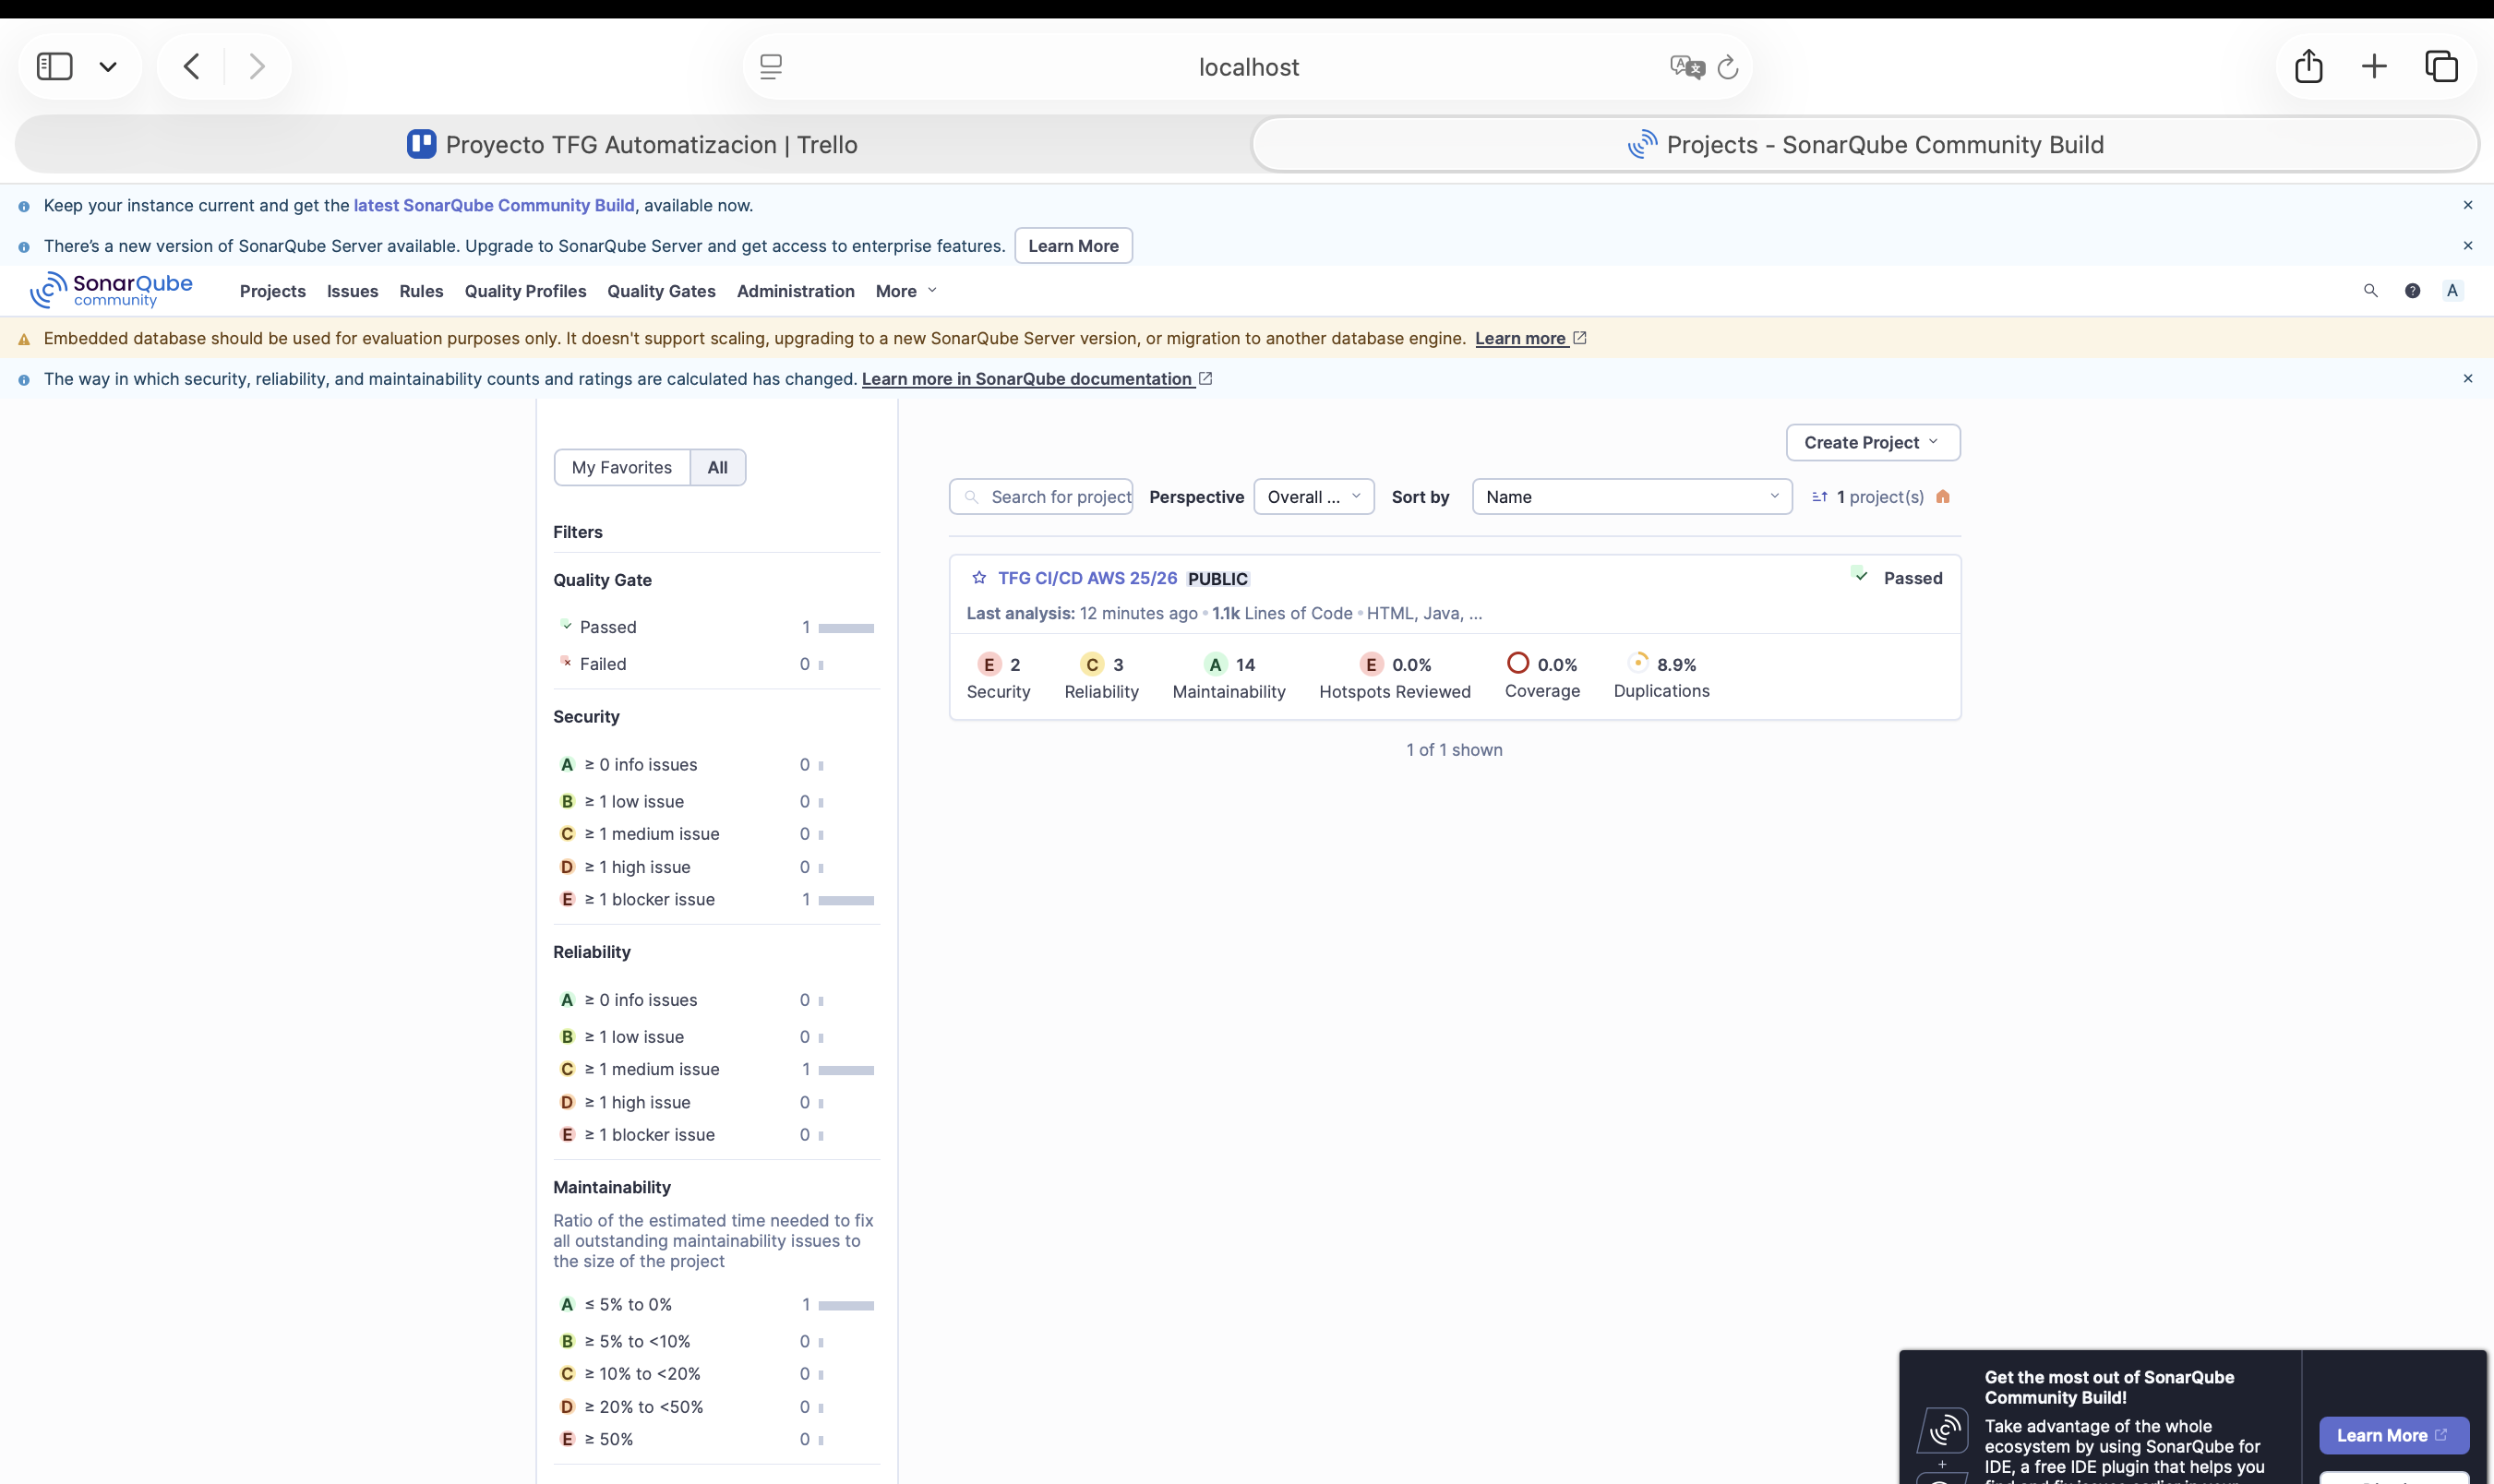 localhost
Proyecto TFG Automatizacion | Trello
Projects - SonarQube Community Build
Keep your instance current and get the latest SonarQube Community Build, available now.
There's a new version of SonarQube Server available. Upgrade to SonarQube Server and get access to enterprise features. Learn More
SonarQube community
Projects Issues Rules Quality Profiles Quality Gates Administration More
A
Embedded database should be used for evaluation purposes only. It doesn't support scaling, upgrading to a new SonarQube Server version, or migration to another database engine. Learn more
The way in which security, reliability, and maintainability counts and ratings are calculated has changed. Learn more in SonarQube documentation
My Favorites All
Filters
Quality Gate
Passed 1
Failed 0
Security
A ≥ 0 info issues 0
B ≥ 1 low issue 0
C ≥ 1 medium issue 0
D ≥ 1 high issue 0
E ≥ 1 blocker issue 1
Reliability
A ≥ 0 info issues 0
B ≥ 1 low issue 0
C ≥ 1 medium issue 1
D ≥ 1 high issue 0
E ≥ 1 blocker issue 0
Maintainability
Ratio of the estimated time needed to fix
all outstanding maintainability issues to
the size of the project
A ≤ 5% to 0% 1
B ≥ 5% to <10% 0
C ≥ 10% to <20% 0
D ≥ 20% to <50% 0
E ≥ 50% 0
Create Project
Search for project Perspective Overall ... Sort by Name 1 project(s)
TFG CI/CD AWS 25/26 PUBLIC Passed
Last analysis: 12 minutes ago • 1.1k Lines of Code • HTML, Java, ...
E 2 C 3 A 14 E 0.0% 0.0% 8.9%
Security Reliability Maintainability Hotspots Reviewed Coverage Duplications
1 of 1 shown
Get the most out of SonarQube
Community Build!
Take advantage of the whole
ecosystem by using SonarQube for
IDE, a free IDE plugin that helps you
Learn More